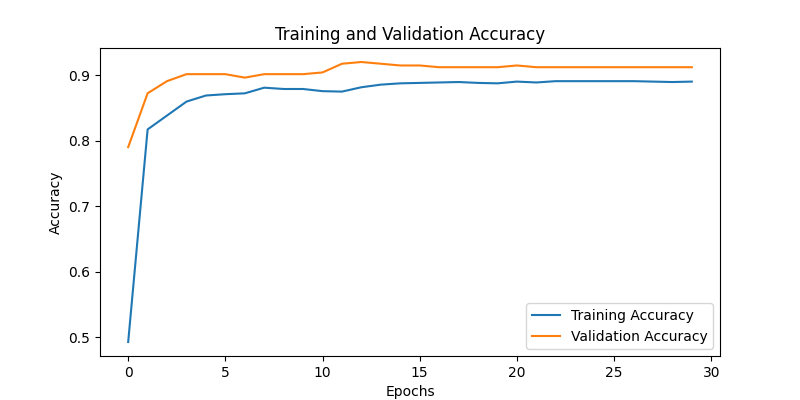 Training and Validation Accuracy
0.9
0.8
0.7
0.6
0.5
Accuracy
0 5 10 15 20 25 30
Epochs
Training Accuracy
Validation Accuracy